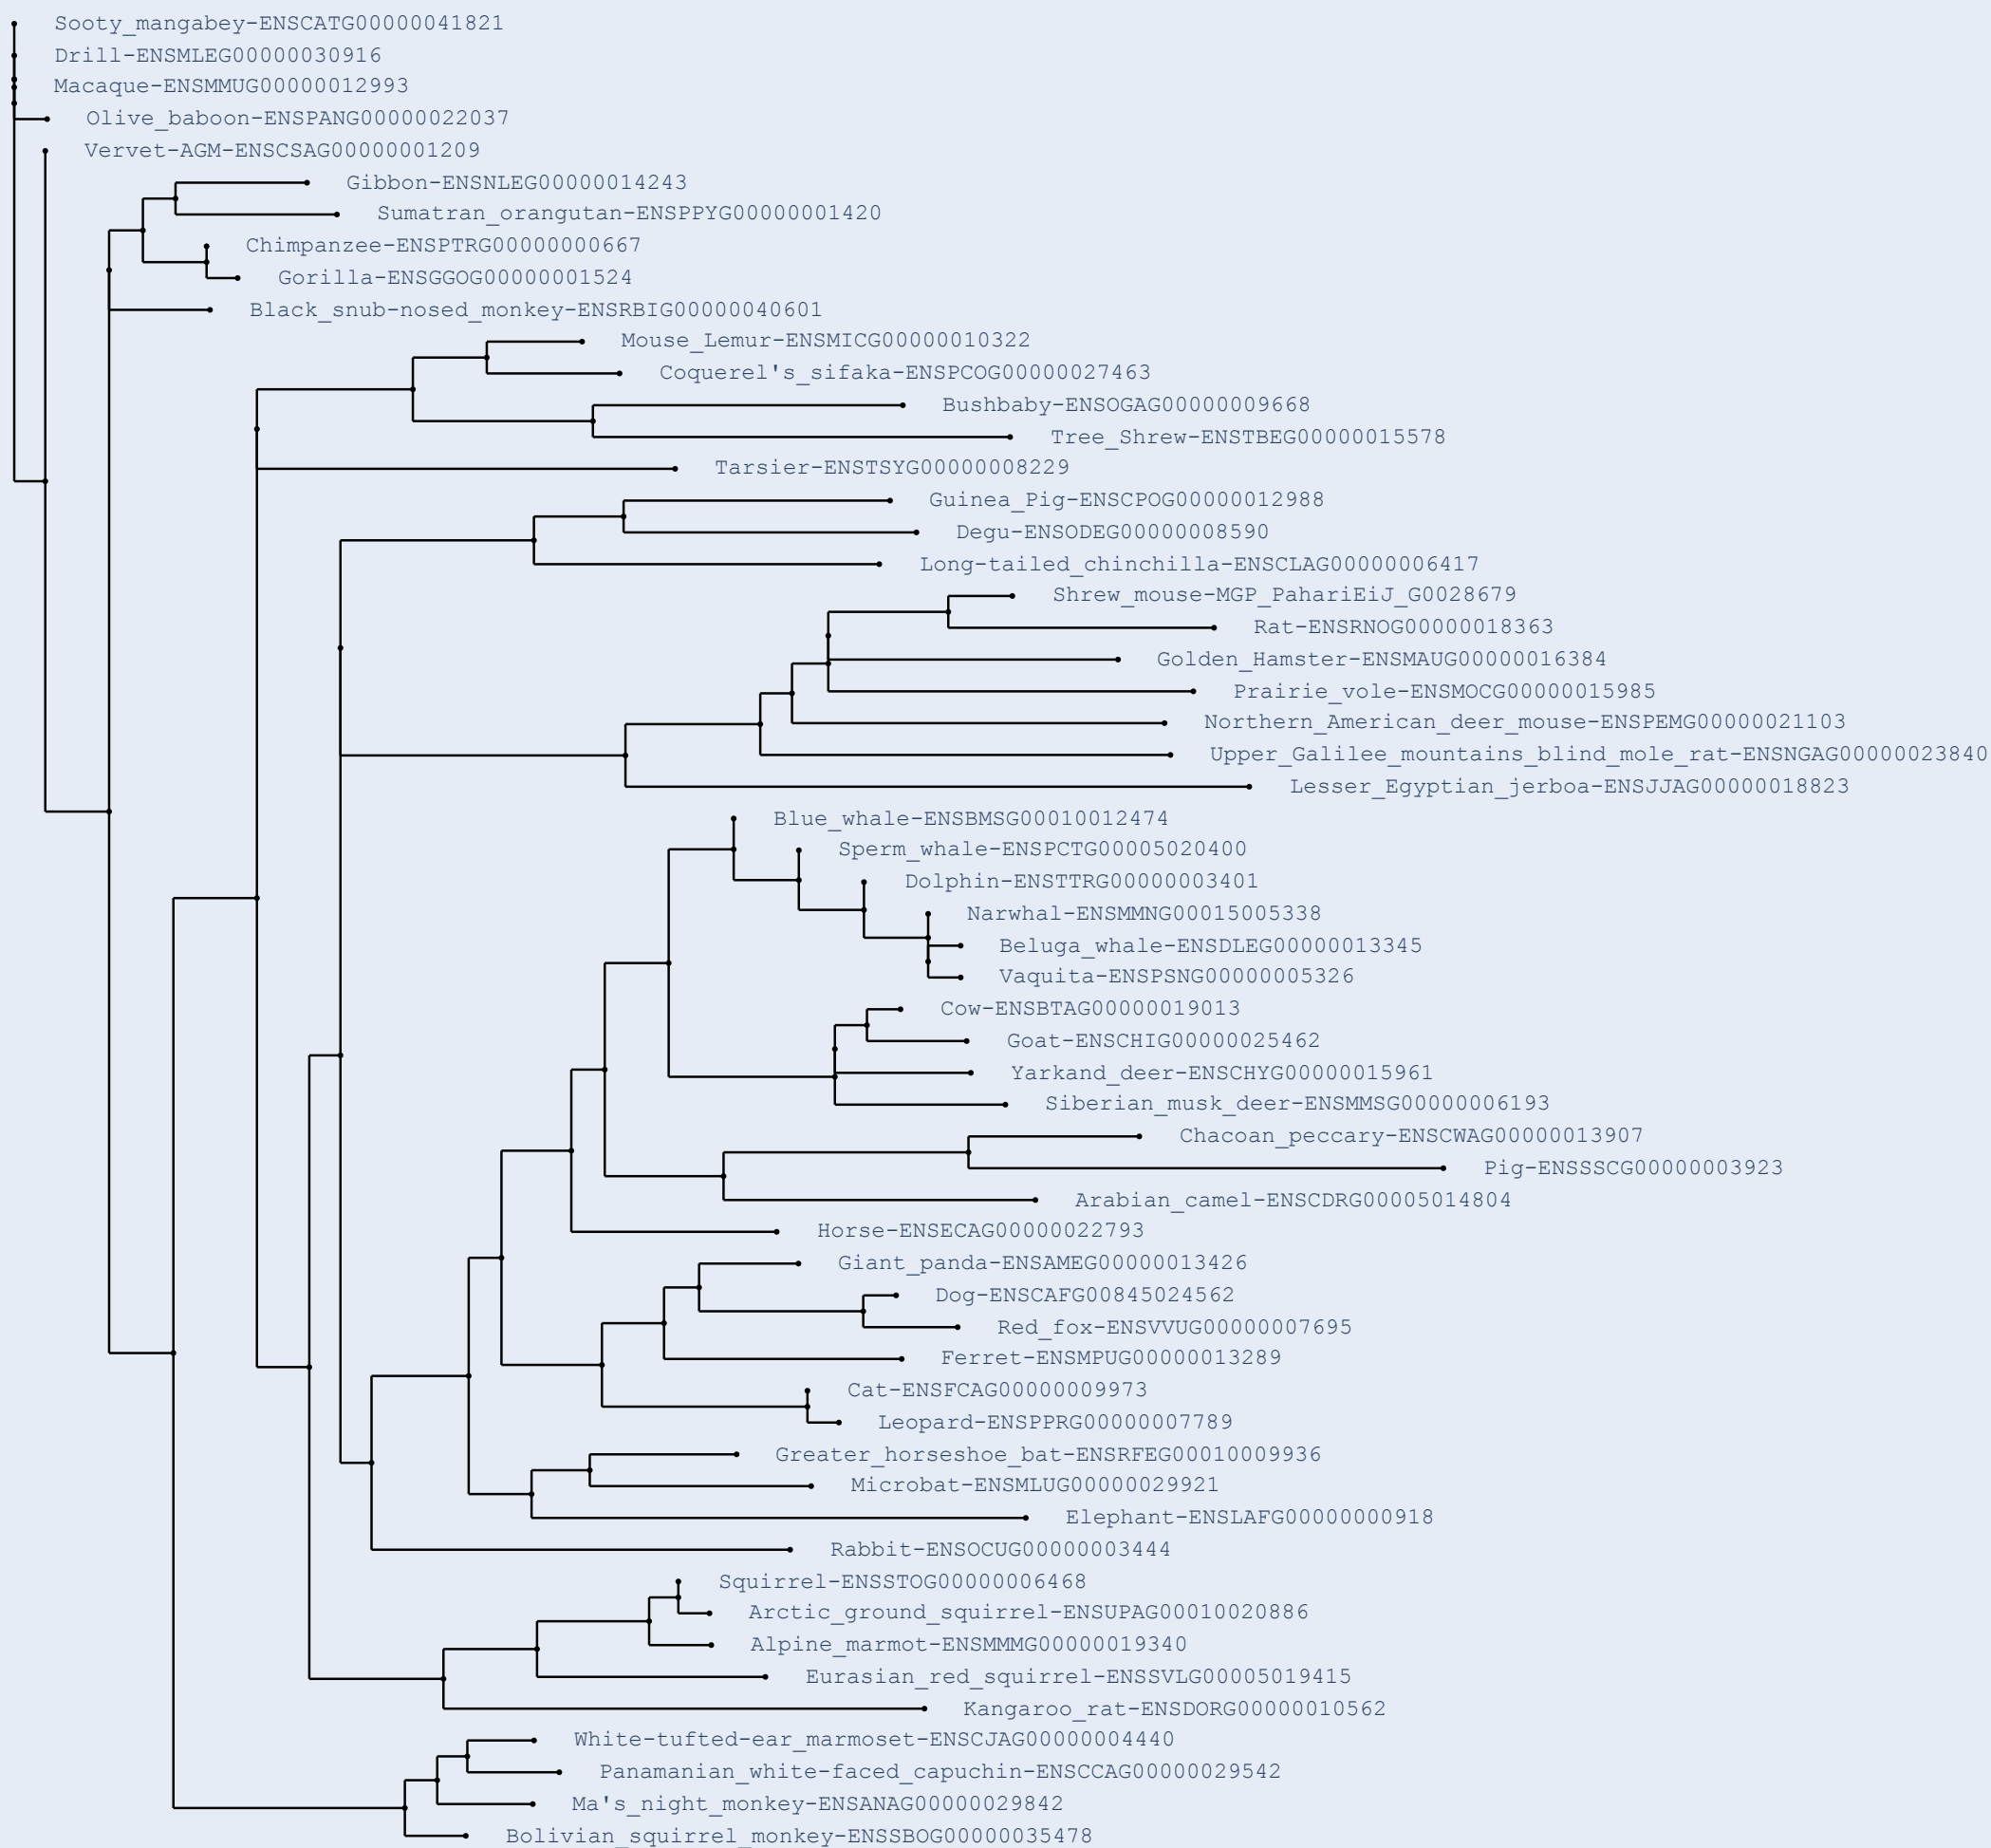 Sooty_mangabey-ENSCATG00000041821
Drill-ENSMLEG00000030916
Macaque-ENSMMUG00000012993
Olive_baboon-ENSPANG00000022037
Vervet-AGM-ENSCSAG00000001209
Gibbon-ENSNLEG00000014243
Sumatran_orangutan-ENSPPYG00000001420
Chimpanzee-ENSPTRG00000000667
Gorilla-ENSGGOG00000001524
Black_snub-nosed_monkey-ENSRBIG00000040601
Mouse_Lemur-ENSMICG00000010322
Coquerel's_sifaka-ENSPCOG00000027463
Bushbaby-ENSOGAG00000009668
Tree_Shrew-ENSTBEG00000015578
Tarsier-ENSTSYG00000008229
Guinea_Pig-ENSCPOG00000012988
Degu-ENSODEG00000008590
Long-tailed_chinchilla-ENSCLAG00000006417
Shrew_mouse-MGP_PahariEiJ_G0028679
Rat-ENSRNOG00000018363
Golden_Hamster-ENSMAUG00000016384
Prairie_vole-ENSMOCG00000015985
Northern_American_deer_mouse-ENSPEMG00000021103
Upper_Galilee_mountains_blind_mole_rat-ENSNGAG00000023840
Lesser_Egyptian_jerboa-ENSJJAG00000018823
Blue_whale-ENSBMSG00010012474
Sperm_whale-ENSPCTG00005020400
Dolphin-ENSTTRG00000003401
Narwhal-ENSMMNG00015005338
Beluga_whale-ENSDLEG00000013345
Vaquita-ENSPSNG00000005326
Cow-ENSBTAG00000019013
Goat-ENSCHIG00000025462
Yarkand_deer-ENSCHYG00000015961
Siberian_musk_deer-ENSMMSG00000006193
Chacoan_peccary-ENSCWAG00000013907
Pig-ENSSSCG00000003923
Arabian_camel-ENSCDRG00005014804
Horse-ENSECAG00000022793
Giant_panda-ENSAMEG00000013426
Dog-ENSCAFG00845024562
Red_fox-ENSVVUG00000007695
Ferret-ENSMPUG00000013289
Cat-ENSFCAG00000009973
Leopard-ENSPPRG00000007789
Greater_horseshoe_bat-ENSRFEG00010009936
Microbat-ENSMLUG00000029921
Elephant-ENSLAFG00000000918
Rabbit-ENSOCUG00000003444
Squirrel-ENSSTOG00000006468
Arctic_ground_squirrel-ENSUPAG00010020886
Alpine_marmot-ENSMMMG00000019340
Eurasian_red_squirrel-ENSSVLG00005019415
Kangaroo_rat-ENSDORG00000010562
White-tufted-ear_marmoset-ENSCJAG00000004440
Panamanian_white-faced_capuchin-ENSCCAG00000029542
Ma's_night_monkey-ENSANAG00000029842
Bolivian_squirrel_monkey-ENSSBOG00000035478